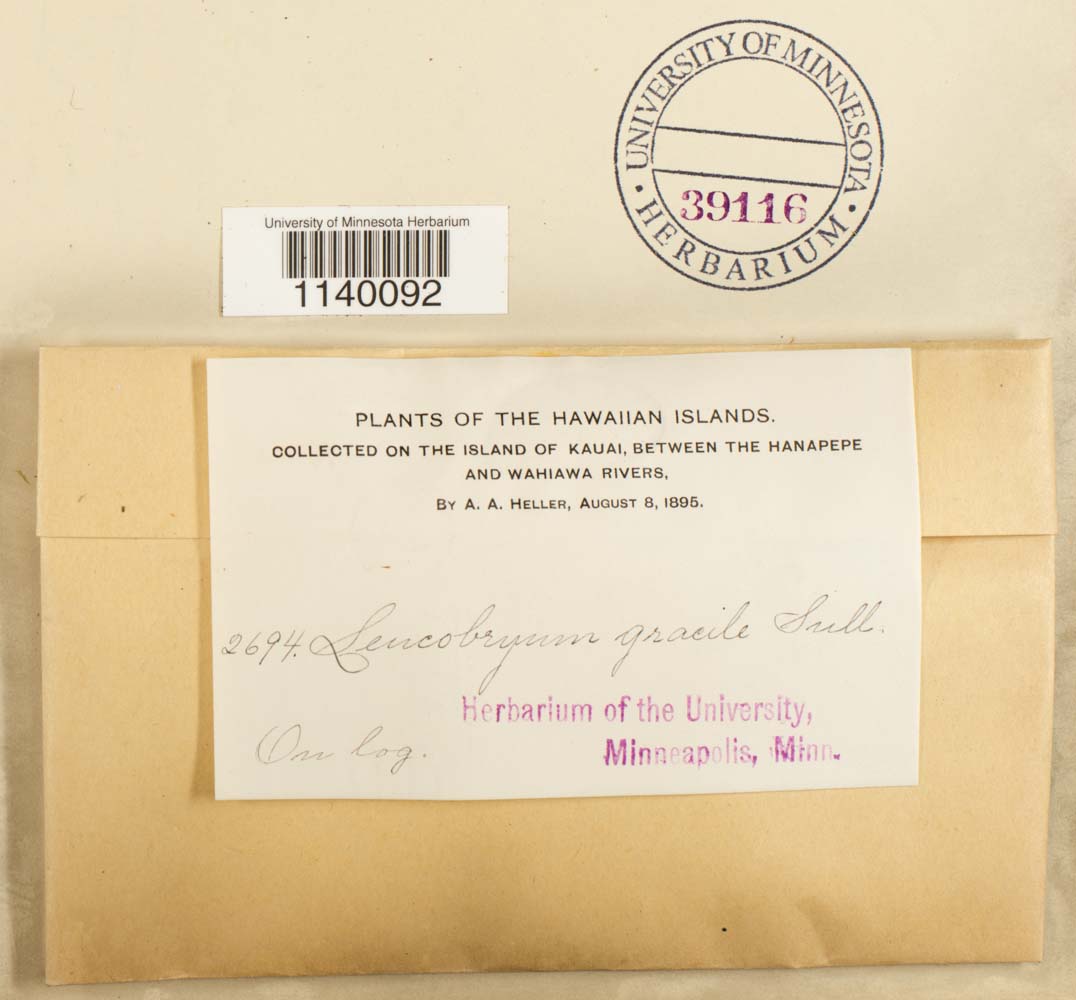 UNIVERSITY OF MINNESOTA
· HERBARIUM ·
39116
University of Minnesota Herbarium
1140092
PLANTS OF THE HAWAIIAN ISLANDS.
COLLECTED ON THE ISLAND OF KAUAI, BETWEEN THE HANAPEPE
AND WAHIAWA RIVERS,
BY A. A. HELLER, AUGUST 8, 1895.
2694. Leucobryum gracile Sull.
Herbarium of the University,
Minneapolis, Minn.
On log.